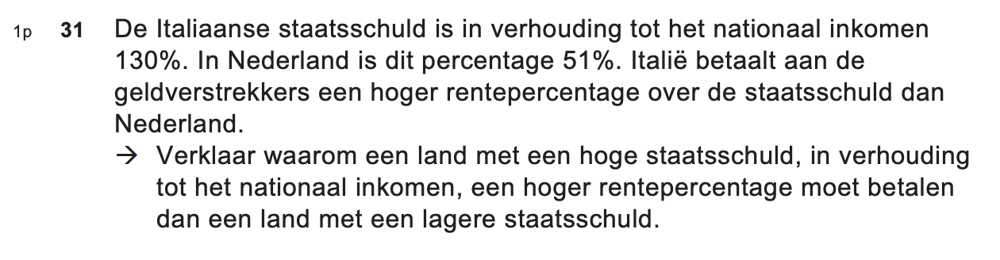 1p 31 De Italiaanse staatsschuld is in verhouding tot het nationaal inkomen
130%. In Nederland is dit percentage 51%. Italië betaalt aan de
geldverstrekkers een hoger rentepercentage over de staatsschuld dan
Nederland.
→ Verklaar waarom een land met een hoge staatsschuld, in verhouding
tot het nationaal inkomen, een hoger rentepercentage moet betalen
dan een land met een lagere staatsschuld.